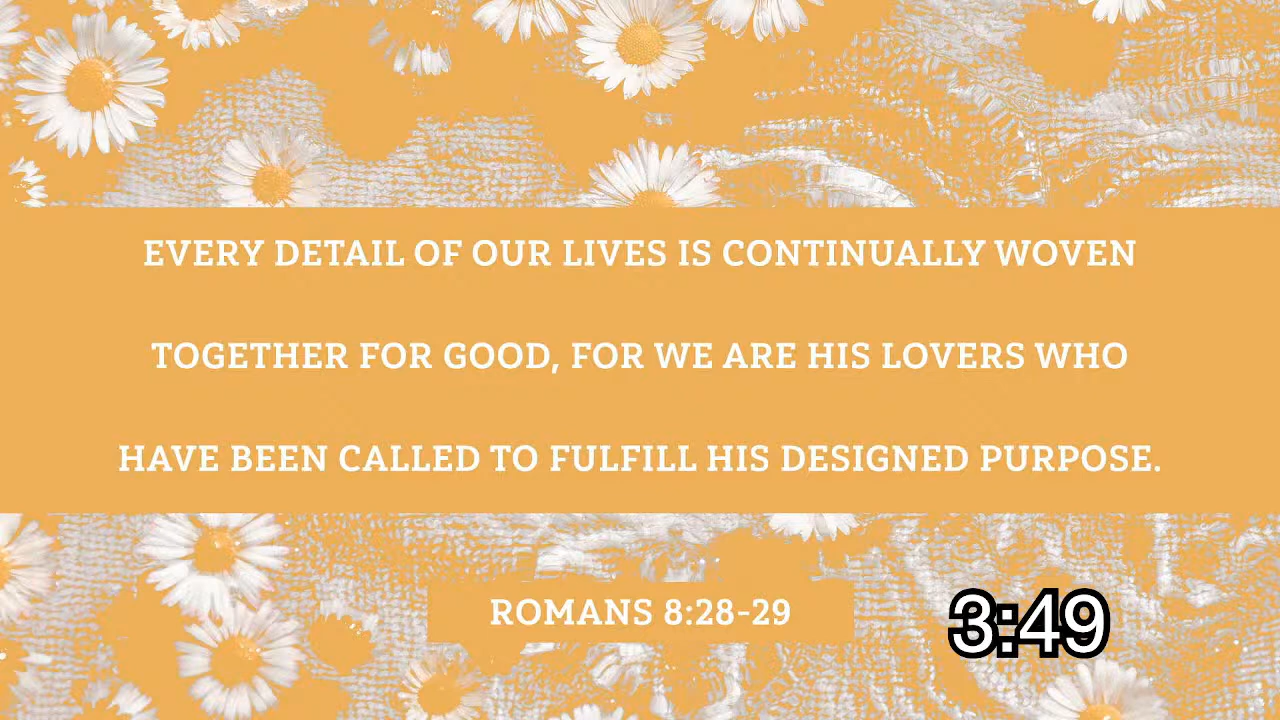 EVERY DETAIL OF OUR LIVES IS CONTINUALLY WOVEN
TOGETHER FOR GOOD, FOR WE ARE HIS LOVERS WHO
HAVE BEEN CALLED TO FULFILL HIS DESIGNED PURPOSE.
ROMANS 8:28-29
3:49